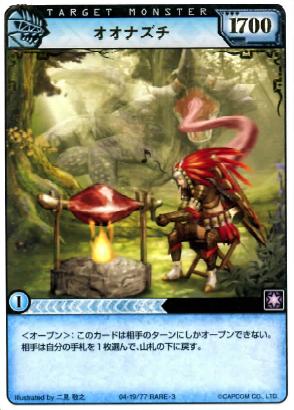 TARGET MONSTER
1700
オオナズチ
1
<オープン>:このカードは相手のターンにしかオープンできない。
相手は自分の手札を1枚選んで、山札の下に戻す。
Illustrated by 二見 敬之 04-19/77 RARE-3 ©CAPCOM CO., LTD.